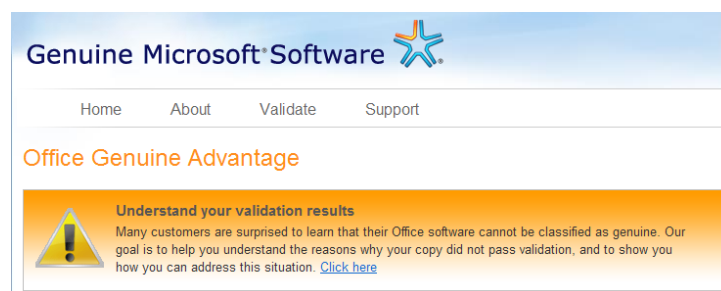 Genuine Microsoft® Software
Home About Validate Support
Office Genuine Advantage
Understand your validation results
Many customers are surprised to learn that their Office software cannot be classified as genuine. Our
goal is to help you understand the reasons why your copy did not pass validation, and to show you
how you can address this situation. Click here